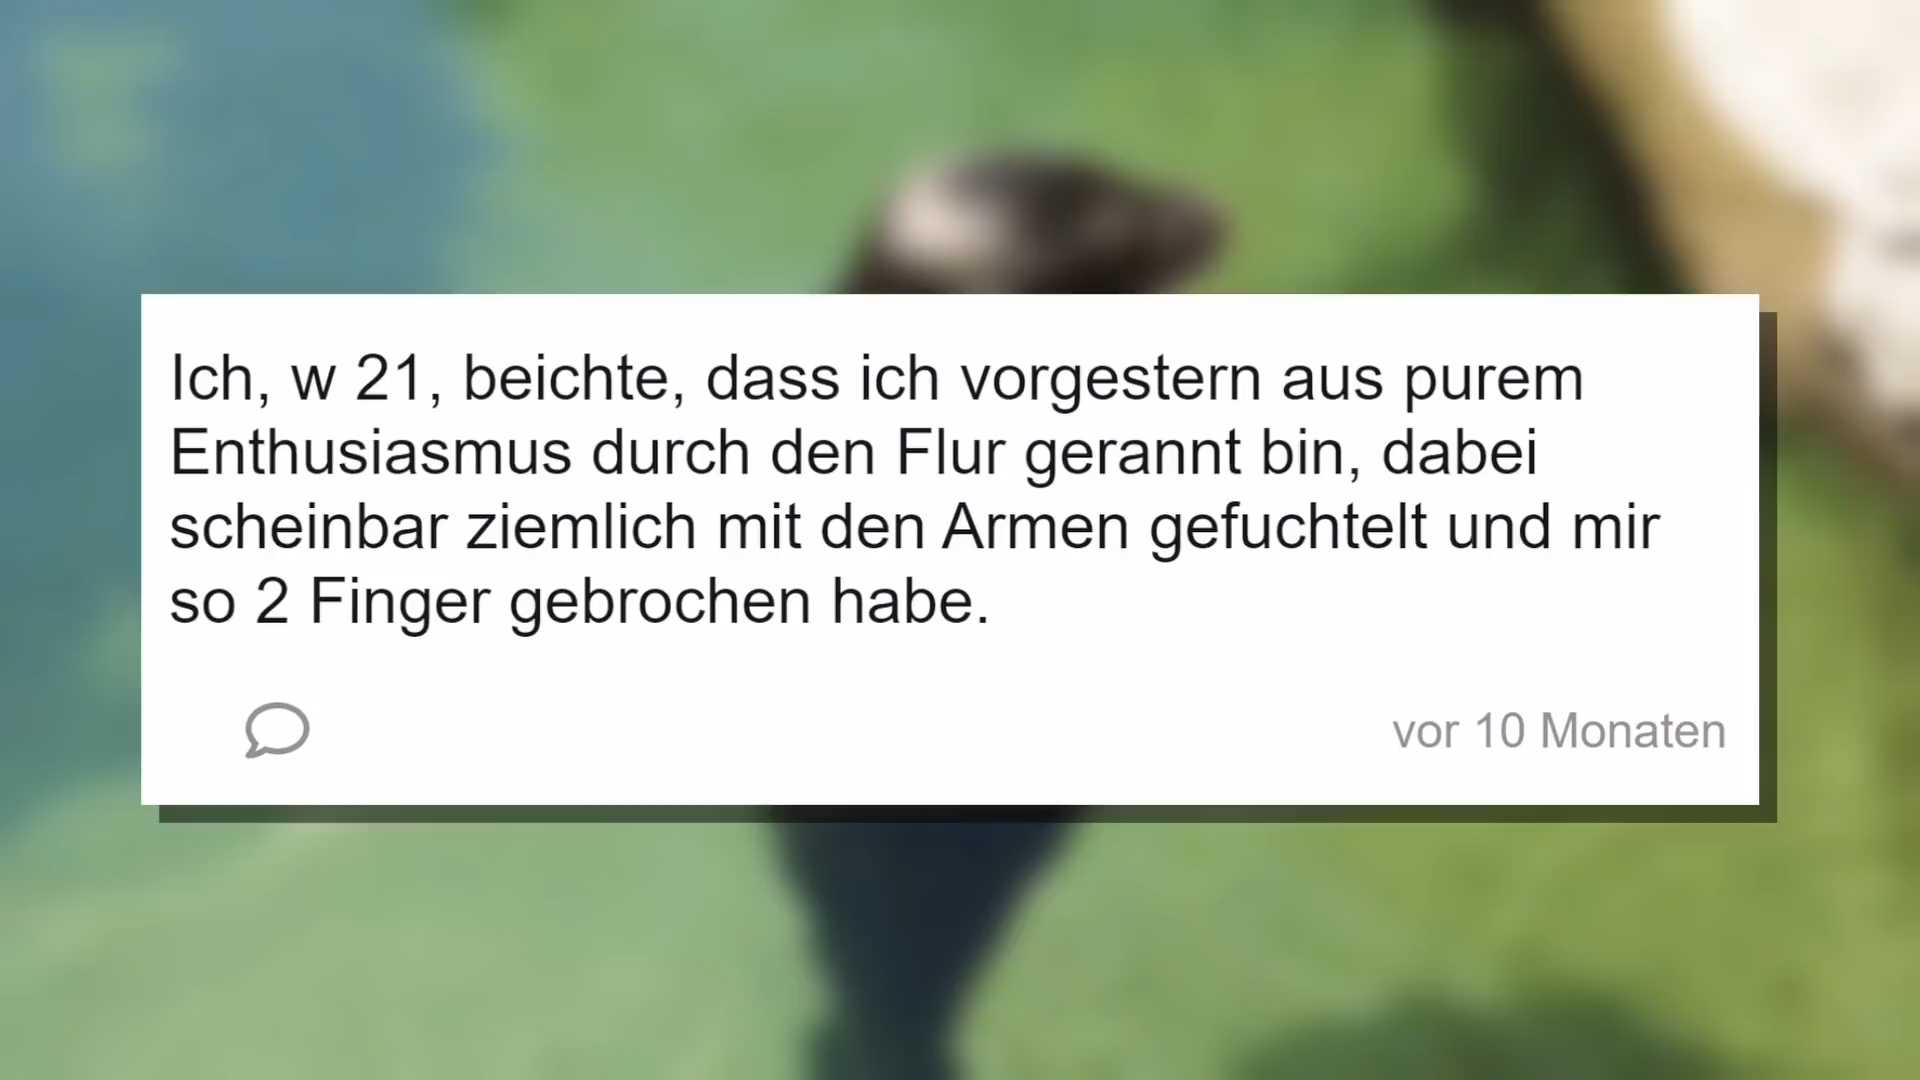 Ich, w 21, beichte, dass ich vorgestern aus purem
Enthusiasmus durch den Flur gerannt bin, dabei
scheinbar ziemlich mit den Armen gefuchtelt und mir
so 2 Finger gebrochen habe.
vor 10 Monaten